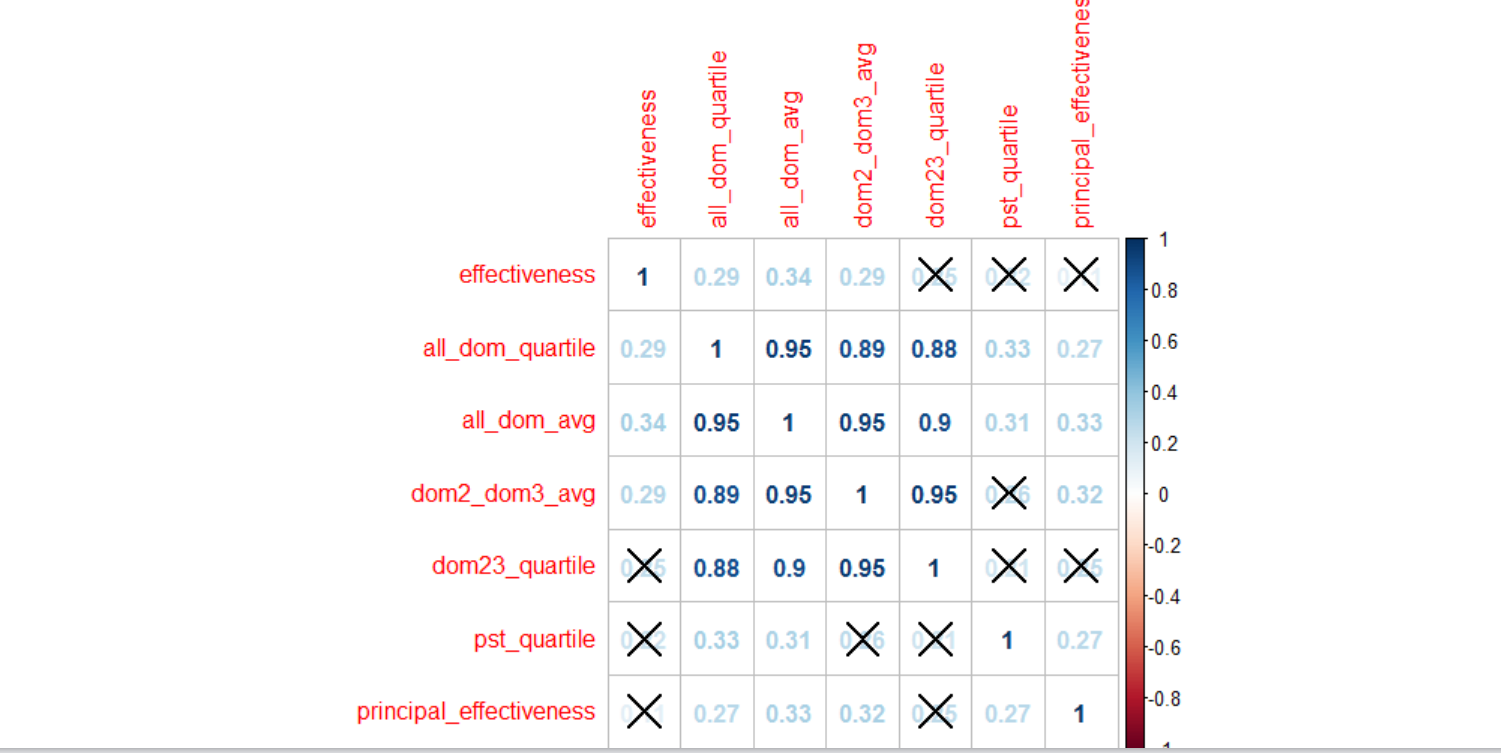 effectiveness all_dom_quartile all_dom_avg dom2_dom3_avg dom23_quartile pst_quartile
effectiveness 1 0.29 0.34 0.29
all_dom_quartile 0.29 1 0.95 0.89 0.88 0.33 0.27
all_dom_avg 0.34 0.95 1 0.95 0.9 0.31 0.33
dom2_dom3_avg 0.29 0.89 0.95 1 0.95 0.32
dom23_quartile 0.88 0.9 0.95 1
pst_quartile 0.33 0.31 1 0.27
principal_effectiveness 0.27 0.33 0.32 0.27 1
1
0.8
0.6
0.4
0.2
0
-0.2
-0.4
-0.6
-0.8